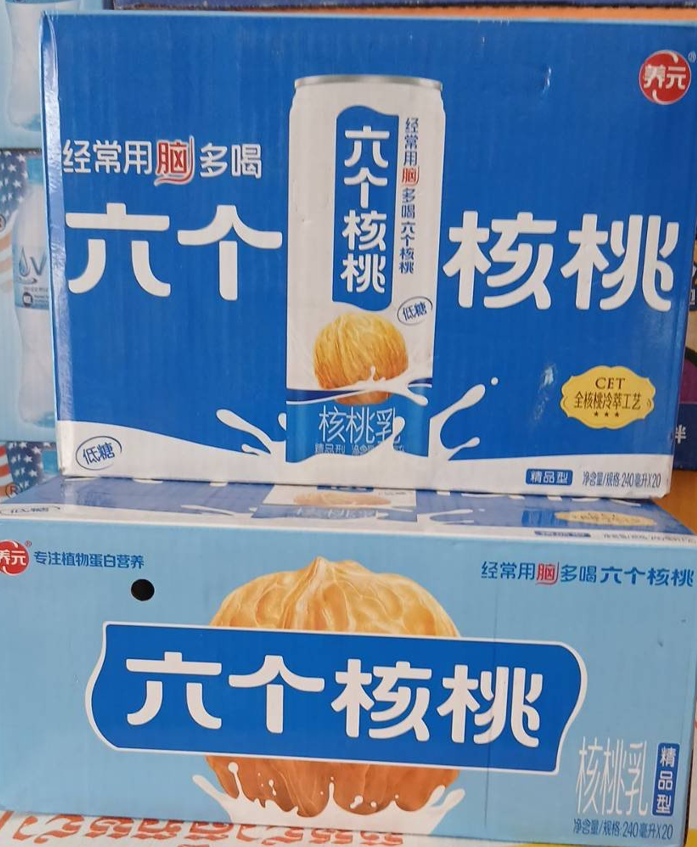 养元
经常用脑多喝
六个核桃
六个核桃
经常用脑多喝六个核桃
低糖
核桃乳
精品型
CET
全核桃冷萃工艺
低糖
精品型 净含量/规格:240毫升X20
养元 专注植物蛋白营养
经常用脑多喝六个核桃
六个核桃
核桃乳
精品型
净含量/规格:240毫升X20